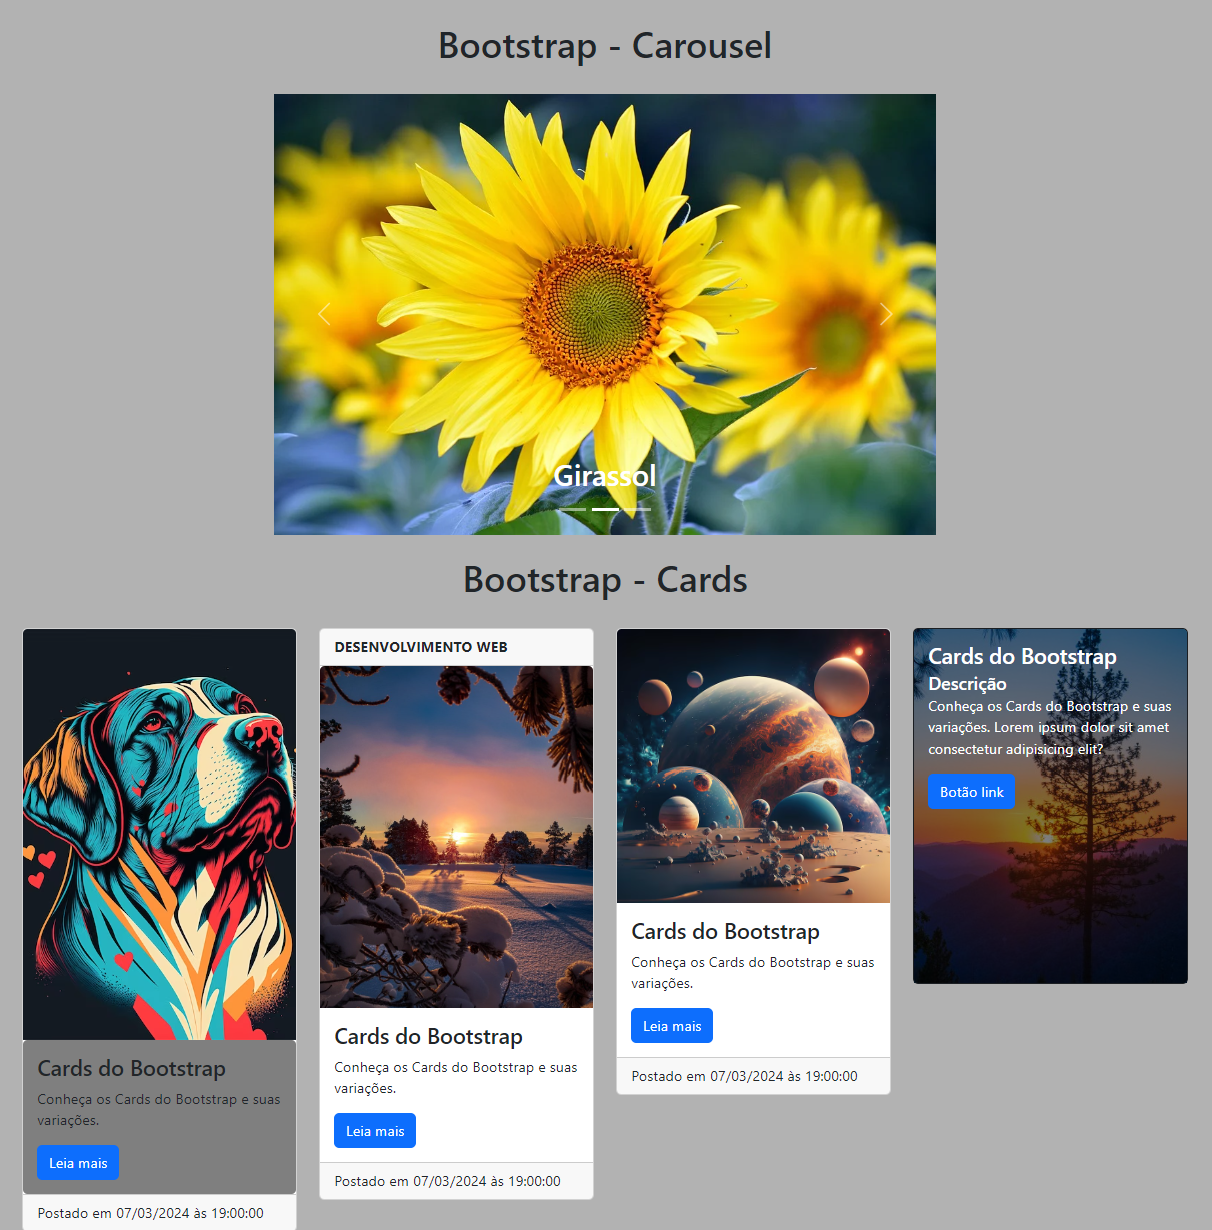 Bootstrap - Carousel
Girassol
Bootstrap - Cards
Cards do Bootstrap
Conheça os Cards do Bootstrap e suas
variações.
Leia mais
Postado em 07/03/2024 às 19:00:00
DESENVOLVIMENTO WEB
Cards do Bootstrap
Conheça os Cards do Bootstrap e suas
variações.
Leia mais
Postado em 07/03/2024 às 19:00:00
Cards do Bootstrap
Conheça os Cards do Bootstrap e suas
variações.
Leia mais
Postado em 07/03/2024 às 19:00:00
Cards do Bootstrap
Descrição
Conheça os Cards do Bootstrap e suas
variações. Lorem ipsum dolor sit amet
consectetur adipisicing elit?
Botão link